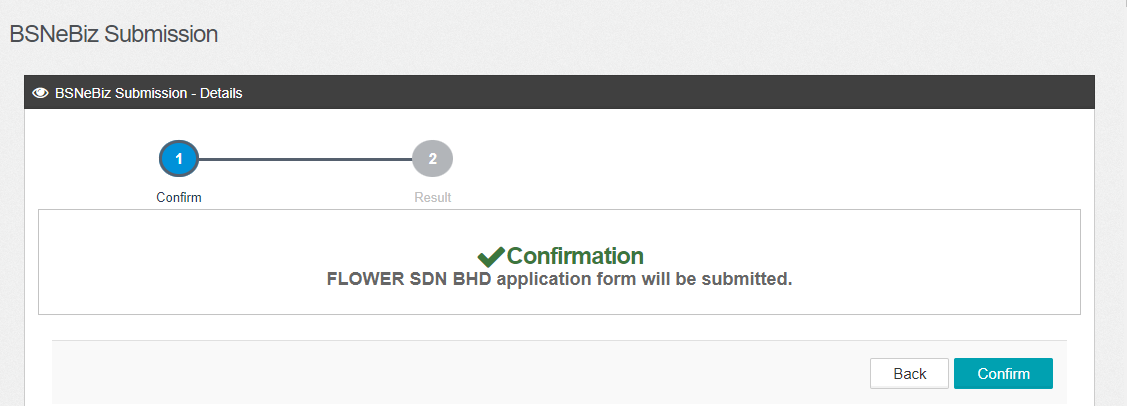 BSNeBiz Submission
BSNeBiz Submission - Details
1
2
Confirm
Result
Confirmation
FLOWER SDN BHD application form will be submitted.
Back
Confirm